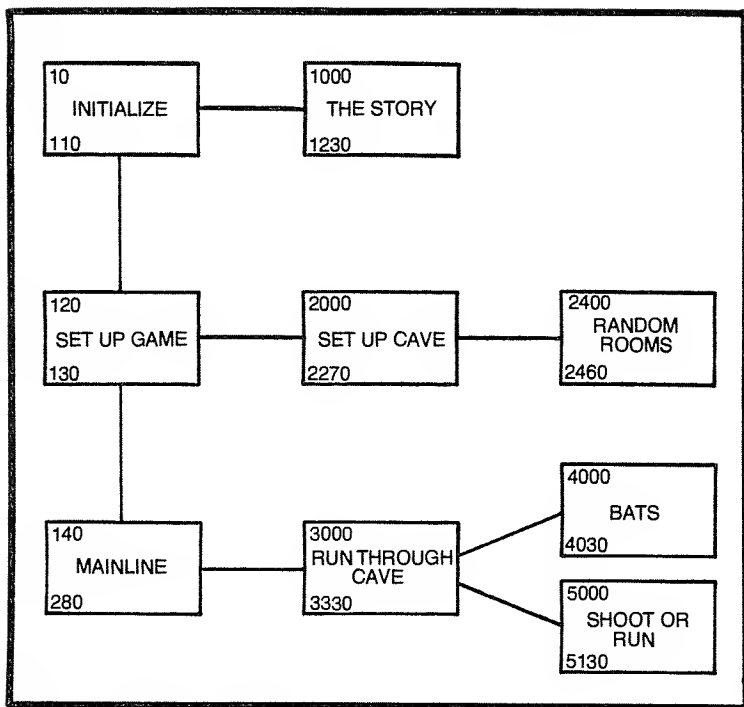 10
INITIALIZE
110
1000
THE STORY
1230
120
SET UP GAME
130
2000
SET UP CAVE
2270
2400
RANDOM
ROOMS
2460
140
MAINLINE
280
3000
RUN THROUGH
CAVE
3330
4000
BATS
4030
5000
SHOOT OR
RUN
5130